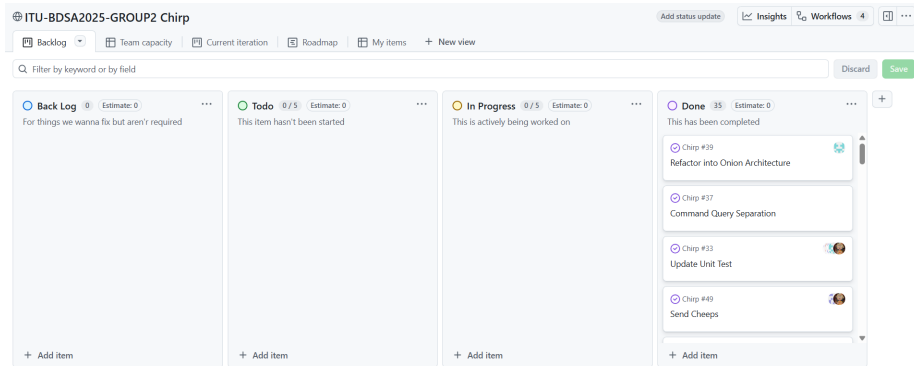 ITU-BDSA2025-GROUP2 Chirp
Add status update
Insights
Workflows 4
Backlog
Team capacity
Current iteration
Roadmap
My items
+ New view
Filter by keyword or by field
Discard
Save
Back Log 0 Estimate: 0
For things we wanna fix but aren'r required
+ Add item
Todo 0 / 5 Estimate: 0
This item hasn't been started
+ Add item
In Progress 0 / 5 Estimate: 0
This is actively being worked on
+ Add item
Done 35 Estimate: 0
This has been completed
Chirp #39
Refactor into Onion Architecture
Chirp #37
Command Query Separation
Chirp #33
Update Unit Test
Chirp #49
Send Cheeps
+ Add item